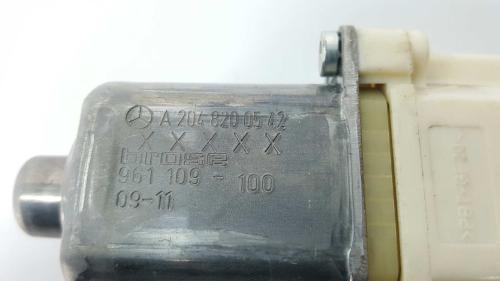 A 204 820 05 42
X X X X X
brose
961 109 - 100
09-11